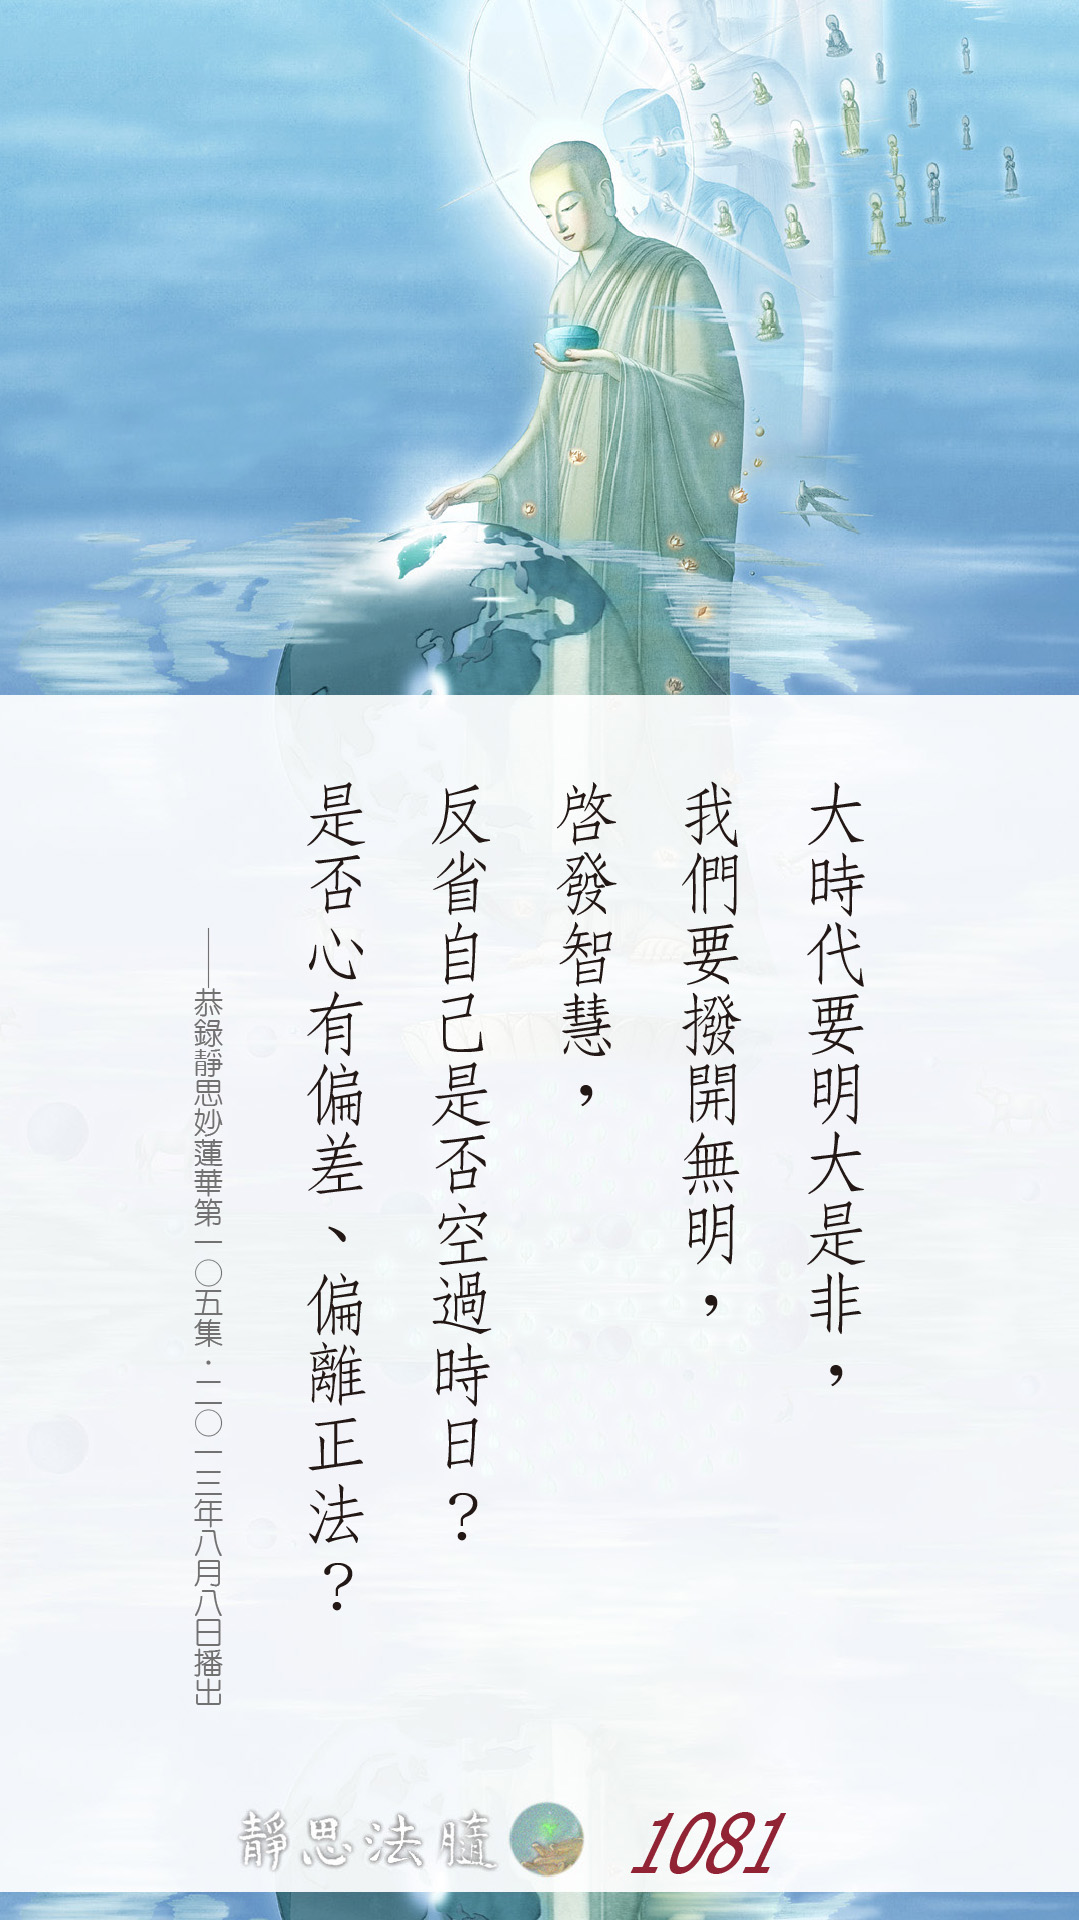 大時代要明大是非，
我們要撥開無明，
啓發智慧，
反省自己是否空過時日？
是否心有偏差、偏離正法？
——恭錄靜思妙蓮華第一〇五集．二〇一三年八月八日播出
靜思法髓 1081